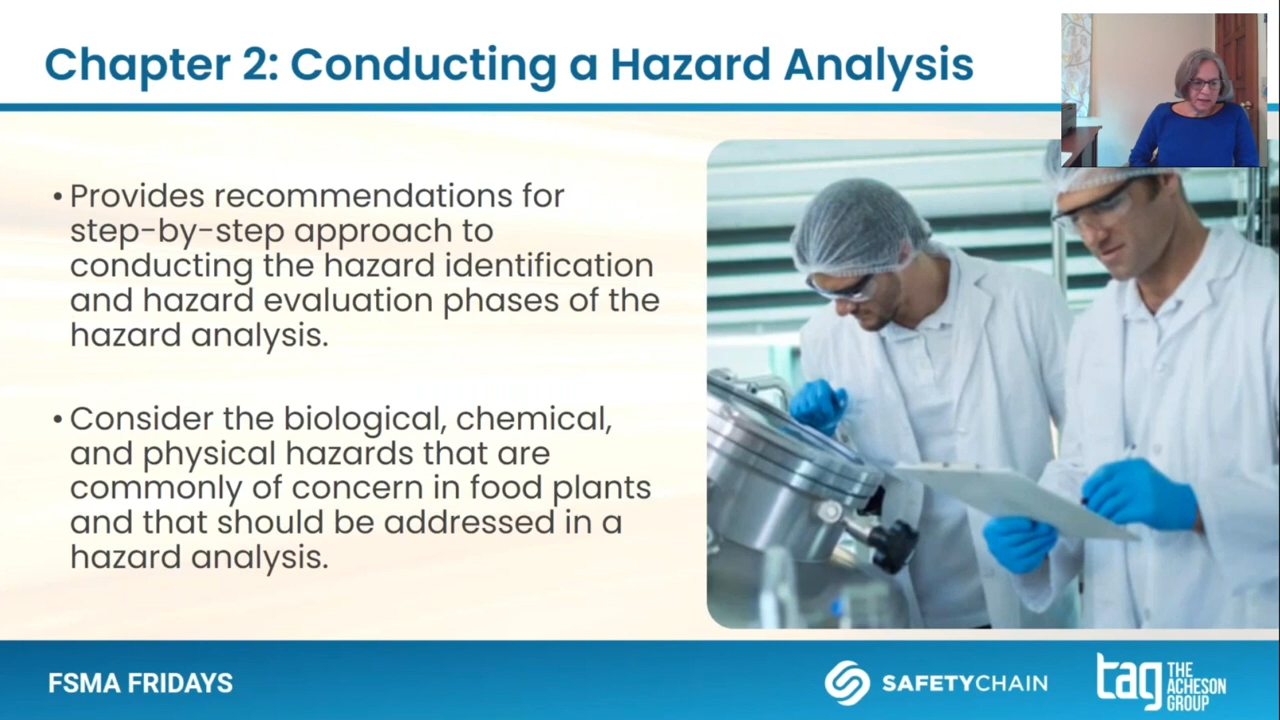 Chapter 2: Conducting a Hazard Analysis
• Provides recommendations for
step-by-step approach to
conducting the hazard identification
and hazard evaluation phases of the
hazard analysis.
• Consider the biological, chemical,
and physical hazards that are
commonly of concern in food plants
and that should be addressed in a
hazard analysis.
FSMA FRIDAYS
SAFETYCHAIN
tag THE
ACHESON
GROUP